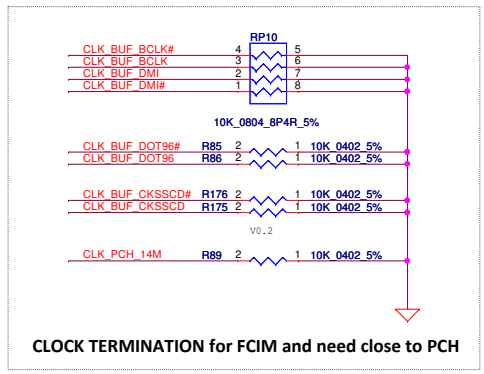 RP10
CLK_BUF_BCLK# 4 5
CLK_BUF_BCLK 3 6
CLK_BUF_DMI 2 7
CLK_BUF_DMI# 1 8
10K_0804_8P4R_5%
CLK_BUF_DOT96# R85 2 1 10K_0402_5%
CLK_BUF_DOT96 R86 2 1 10K_0402_5%
CLK_BUF_CKSSCD# R176 2 1 10K_0402_5%
CLK_BUF_CKSSCD R175 2 1 10K_0402_5%
V0.2
CLK_PCH_14M R89 2 1 10K_0402_5%
CLOCK TERMINATION for FCIM and need close to PCH